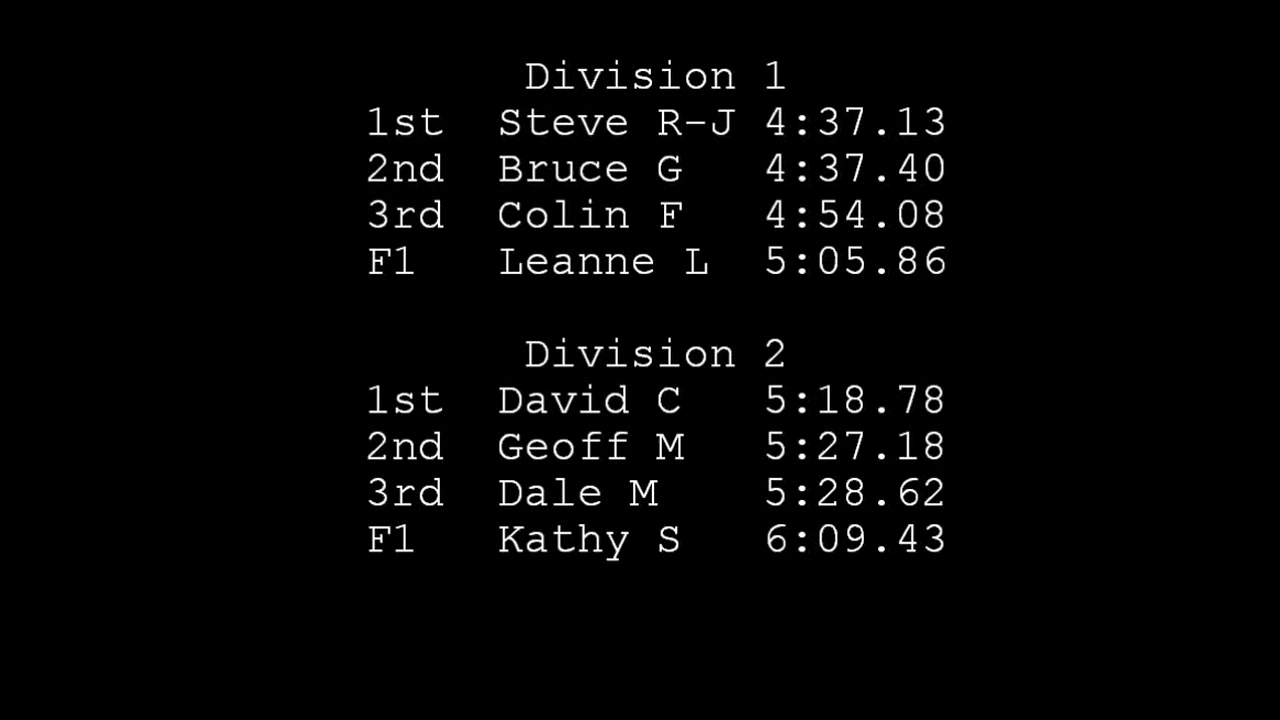 Division 1
1st Steve R-J 4:37.13
2nd Bruce G 4:37.40
3rd Colin F 4:54.08
F1 Leanne L 5:05.86
Division 2
1st David C 5:18.78
2nd Geoff M 5:27.18
3rd Dale M 5:28.62
F1 Kathy S 6:09.43